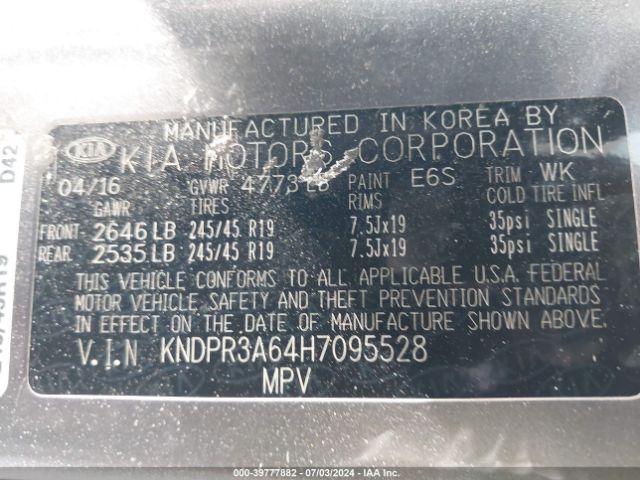 MANUFACTURED IN KOREA BY
KIA KIA MOTORS CORPORATION
04/16 GVWR 4773 LB PAINT E6S TRIM WK
GAWR TIRES RIMS COLD TIRE INFL
FRONT 2646 LB 245/45 R19 7.5Jx19 35psi SINGLE
REAR 2535 LB 245/45 R19 7.5Jx19 35psi SINGLE
THIS VEHICLE CONFORMS TO ALL APPLICABLE U.S.A. FEDERAL
MOTOR VEHICLE SAFETY AND THEFT PREVENTION STANDARDS
IN EFFECT ON THE DATE OF MANUFACTURE SHOWN ABOVE.
V.I.N KNDPR3A64H7095528
MPV
D42
000-39777882 - 07/03/2024 - IAA Inc.